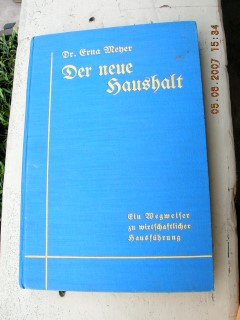 Dr. Erna Meyer
Der neue
Haushalt
Ein Wegweiser
zu wirtschaftlicher
Hausführung
05.08.2007 15:34